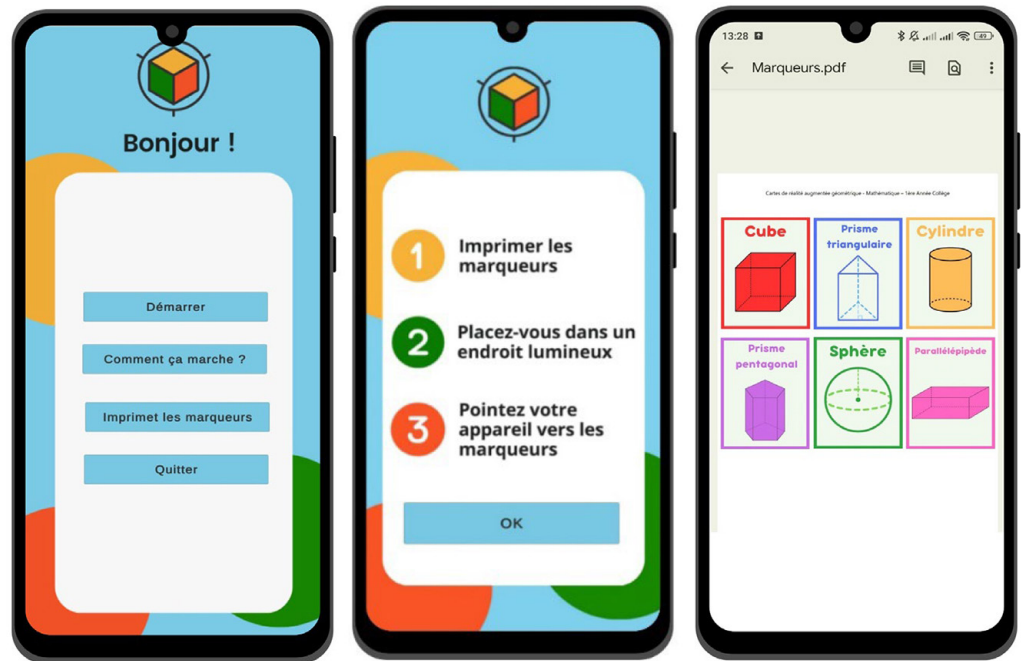 Bonjour !
Démarrer
Comment ça marche ?
Imprimet les marqueurs
Quitter
1
Imprimer les
marqueurs
2
Placez-vous dans un
endroit lumineux
3
Pointez votre
appareil vers les
marqueurs
OK
13:28
49
Marqueurs.pdf
Cartes de réalité augmentée géométrique - Mathématique – 1ère Année Collège
Cube
Prisme
triangulaire
Cylindre
Prisme
pentagonal
Sphère
Parallélépipède